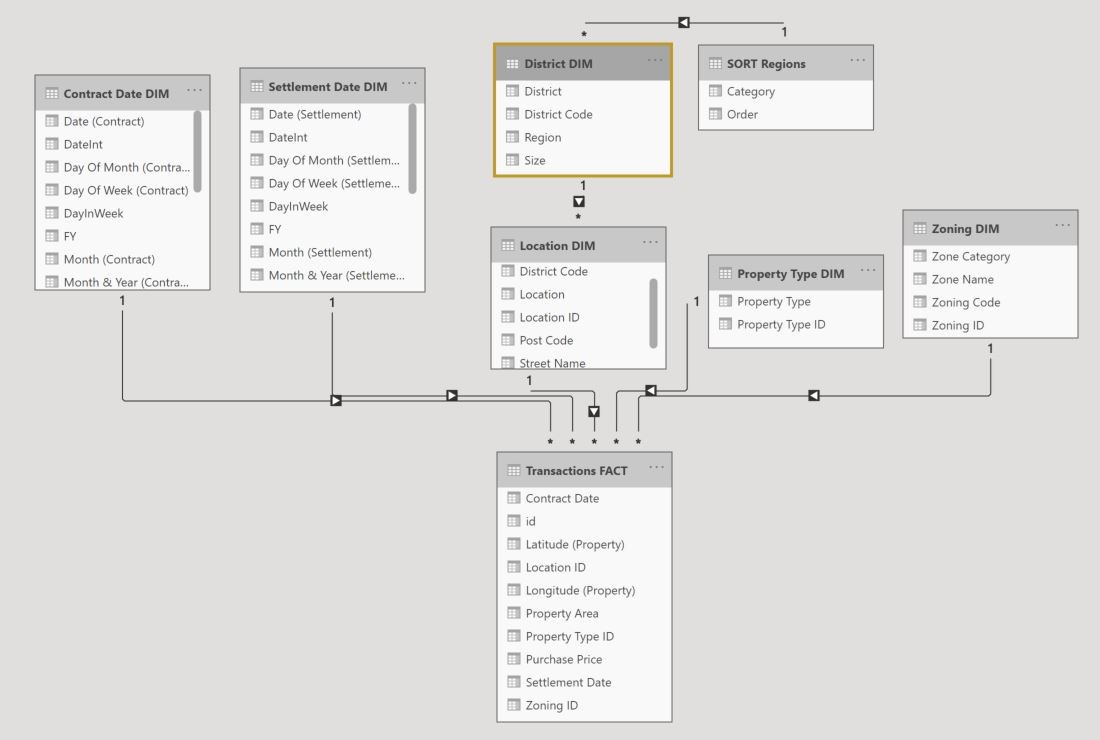 *
1
District DIM
...
District
District Code
Region
Size
SORT Regions
...
Category
Order
Contract Date DIM
...
Date (Contract)
DateInt
Day Of Month (Contra...
Day Of Week (Contract)
DayInWeek
FY
Month (Contract)
Month & Year (Contra...
Settlement Date DIM
...
Date (Settlement)
DateInt
Day Of Month (Settlem...
Day Of Week (Settleme...
DayInWeek
FY
Month (Settlement)
Month & Year (Settleme...
1
*
Location DIM
...
District Code
Location
Location ID
Post Code
Street Name
Property Type DIM
...
Property Type
Property Type ID
Zoning DIM
...
Zone Category
Zone Name
Zoning Code
Zoning ID
1
1
1
1
1
* * * * *
Transactions FACT
...
Contract Date
id
Latitude (Property)
Location ID
Longitude (Property)
Property Area
Property Type ID
Purchase Price
Settlement Date
Zoning ID